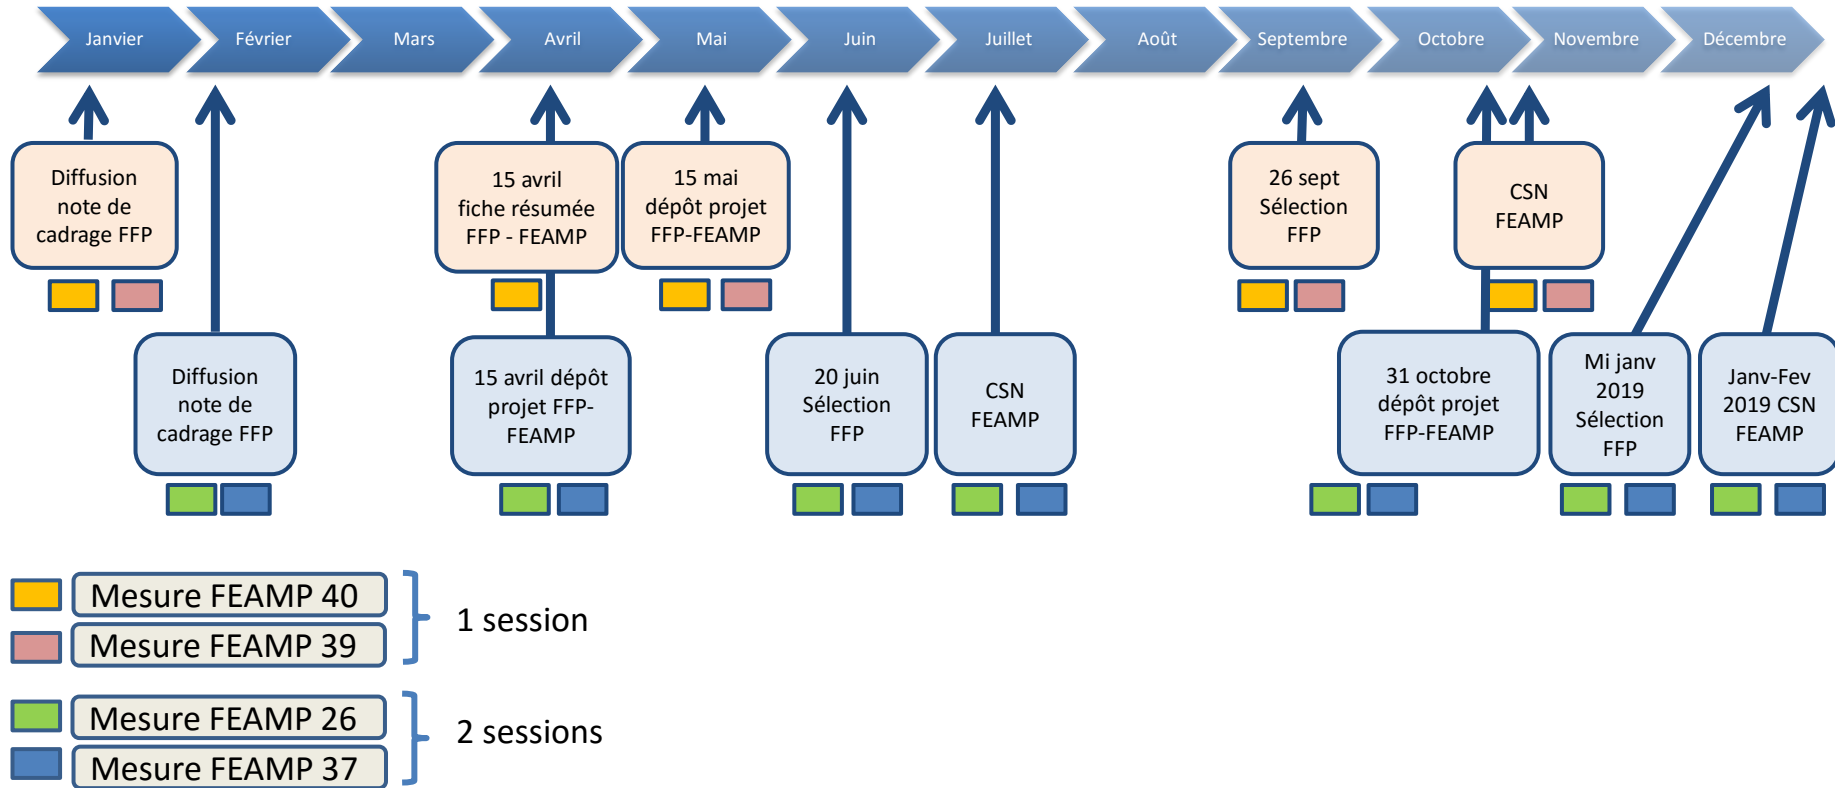 Janvier
Février
Mars
Avril
Mai
Juin
Juillet
Août
Septembre
Octobre
Novembre
Décembre
Diffusion
note de
cadrage FFP
15 avril
fiche résumée
FFP - FEAMP
15 mai
dépôt projet
FFP-FEAMP
26 sept
Sélection
FFP
CSN
FEAMP
Diffusion
note de
cadrage FFP
15 avril dépôt
projet FFP-
FEAMP
20 juin
Sélection
FFP
CSN
FEAMP
31 octobre
dépôt projet
FFP-FEAMP
Mi janv
2019
Sélection
FFP
Janv-Fev
2019 CSN
FEAMP
Mesure FEAMP 40
Mesure FEAMP 39
1 session
Mesure FEAMP 26
Mesure FEAMP 37
2 sessions